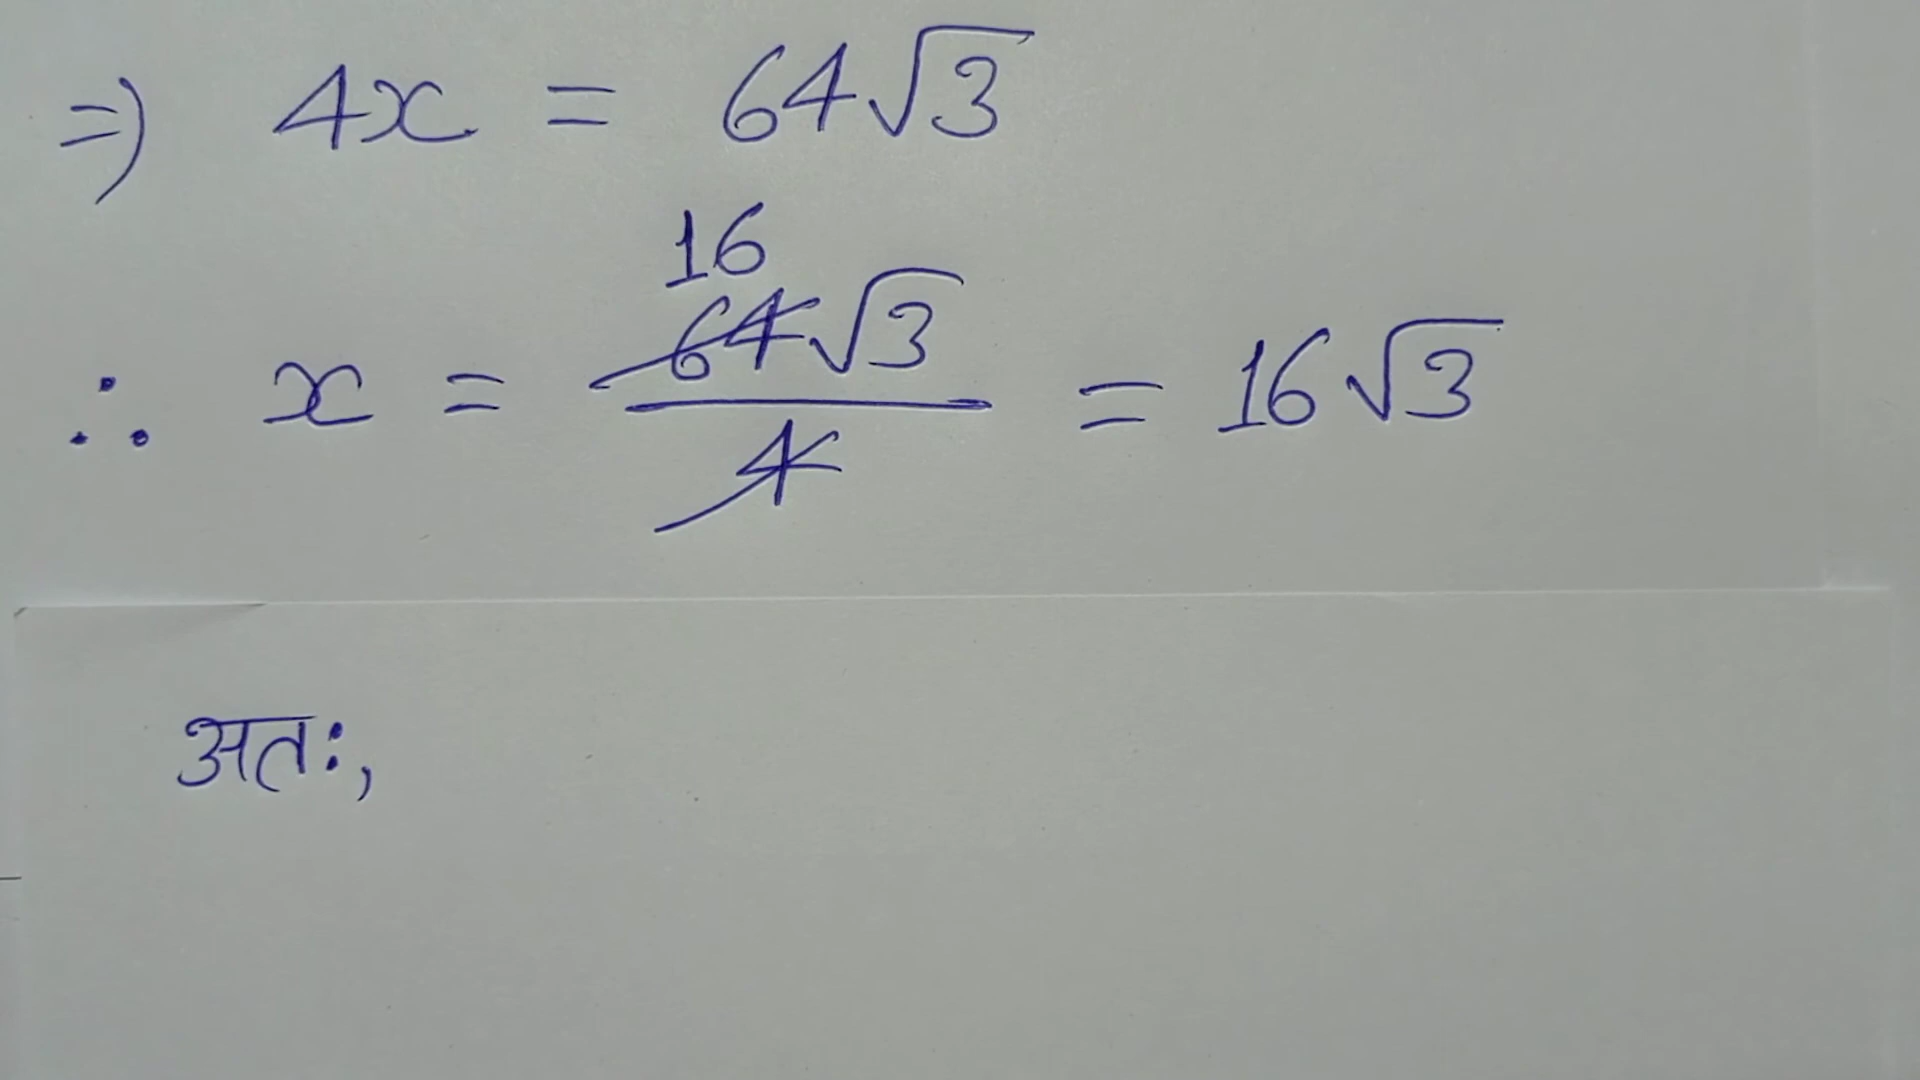 ⇒ 4x = 64√3
∴ x = 16 64√3 / 4 = 16√3
अतः,